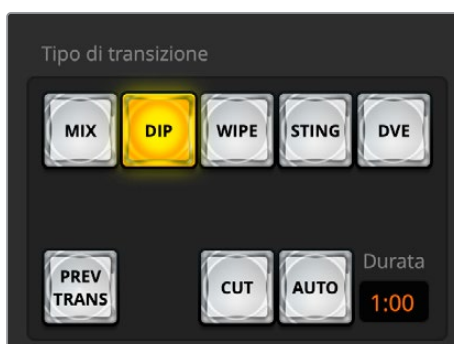 Tipo di transizione
MIX DIP WIPE STING DVE
Durata
PREV
TRANS
CUT AUTO 1:00